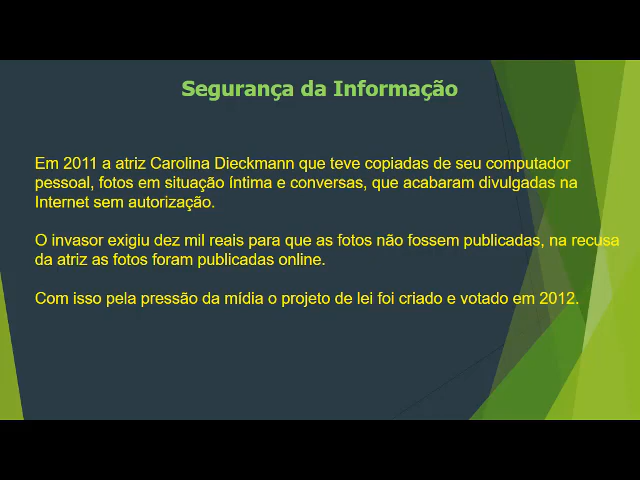 Segurança da Informação
Em 2011 a atriz Carolina Dieckmann que teve copiadas de seu computador
pessoal, fotos em situação íntima e conversas, que acabaram divulgadas na
Internet sem autorização.
O invasor exigiu dez mil reais para que as fotos não fossem publicadas, na recusa
da atriz as fotos foram publicadas online.
Com isso pela pressão da mídia o projeto de lei foi criado e votado em 2012.